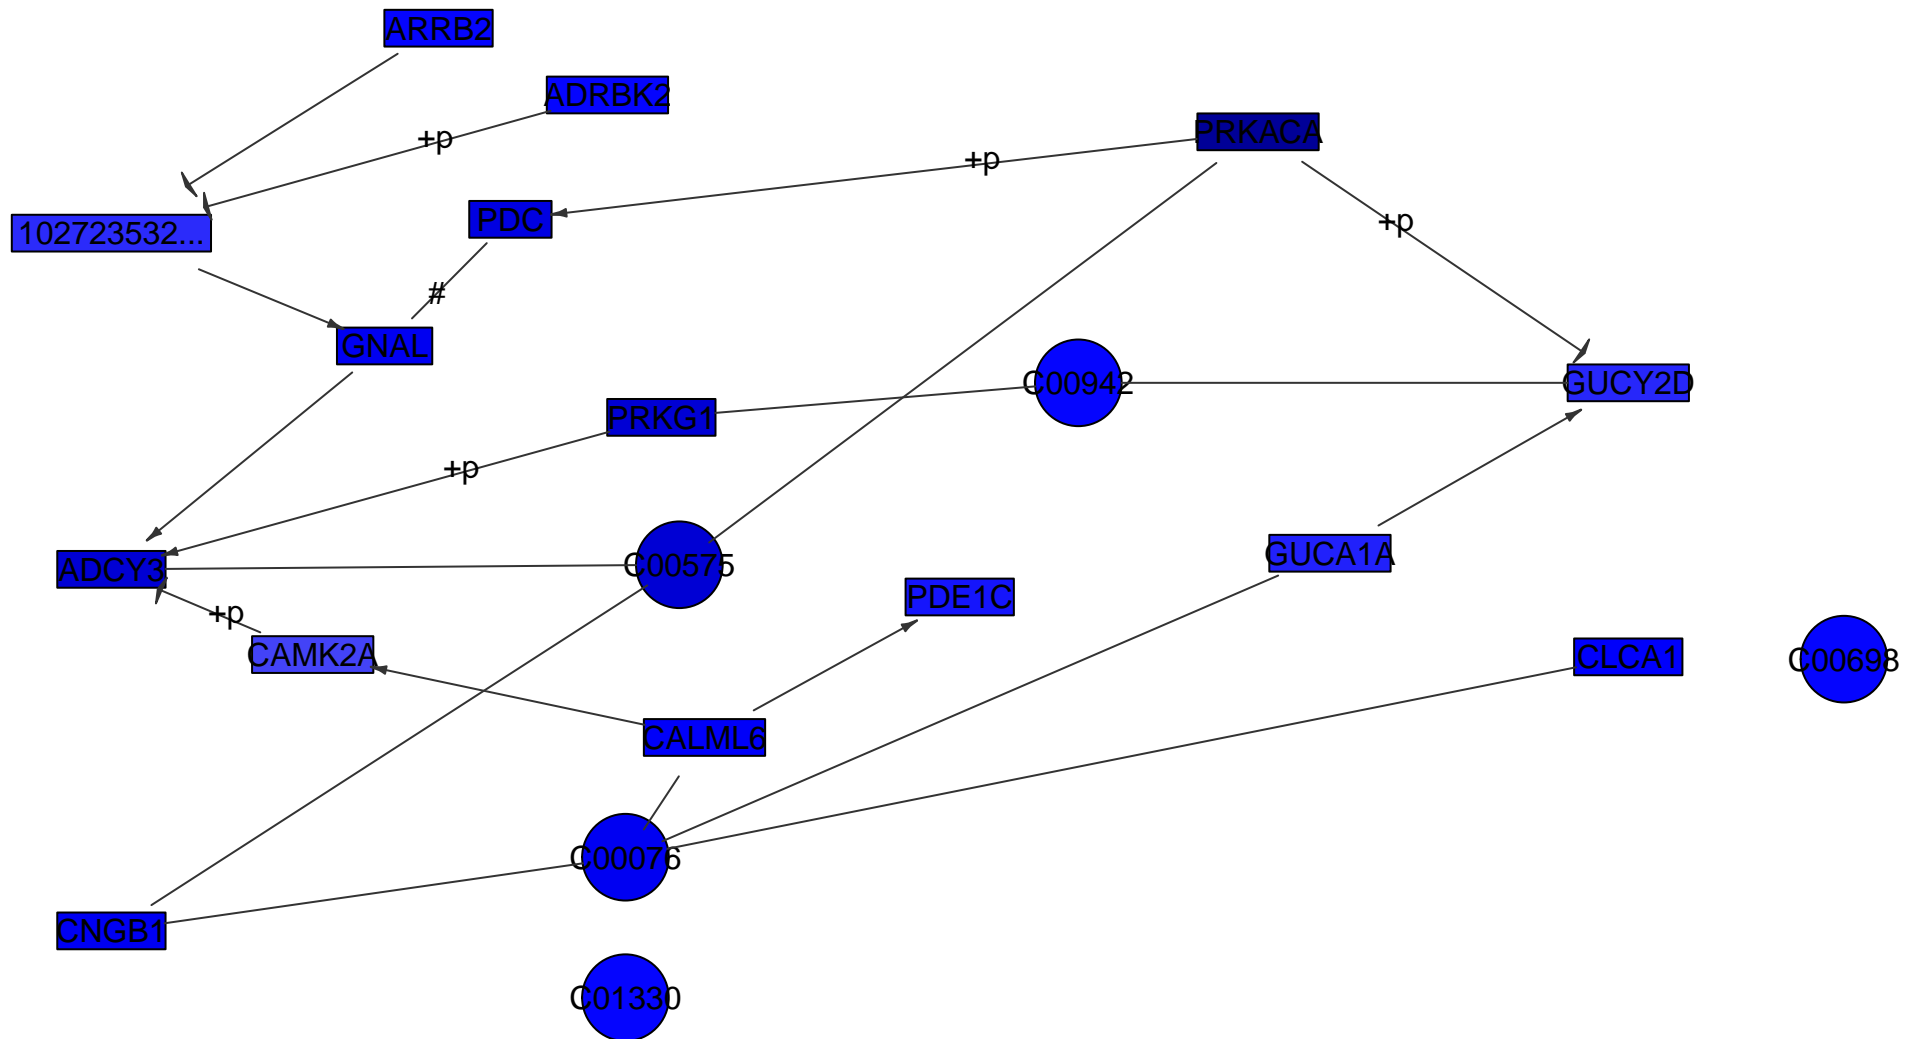 ARRB2
ADRBK2
PRKACA
+p
+p
102723532...
PDC
+p
#
GNAL
C00942
GUCY2D
PRKG1
+p
ADCY3
C00575
GUCA1A
PDE1C
+p
CAMK2A
CLCA1
C00698
CALML6
C00076
CNGB1
C01330